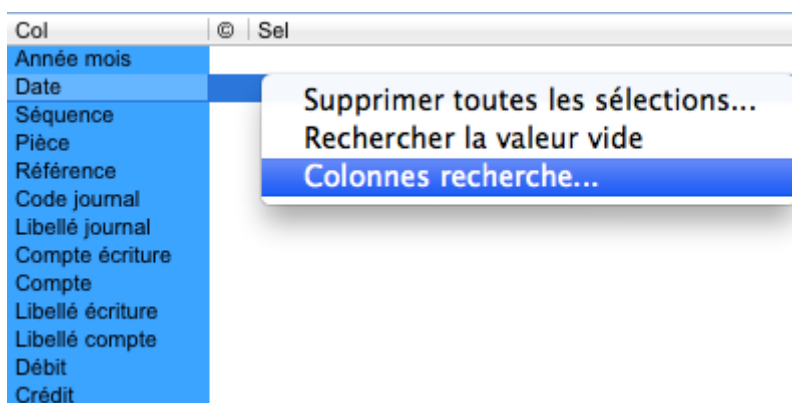 Col © Sel
Année mois
Date
Séquence
Pièce
Référence
Code journal
Libellé journal
Compte écriture
Compte
Libellé écriture
Libellé compte
Débit
Crédit
Supprimer toutes les sélections...
Rechercher la valeur vide
Colonnes recherche...